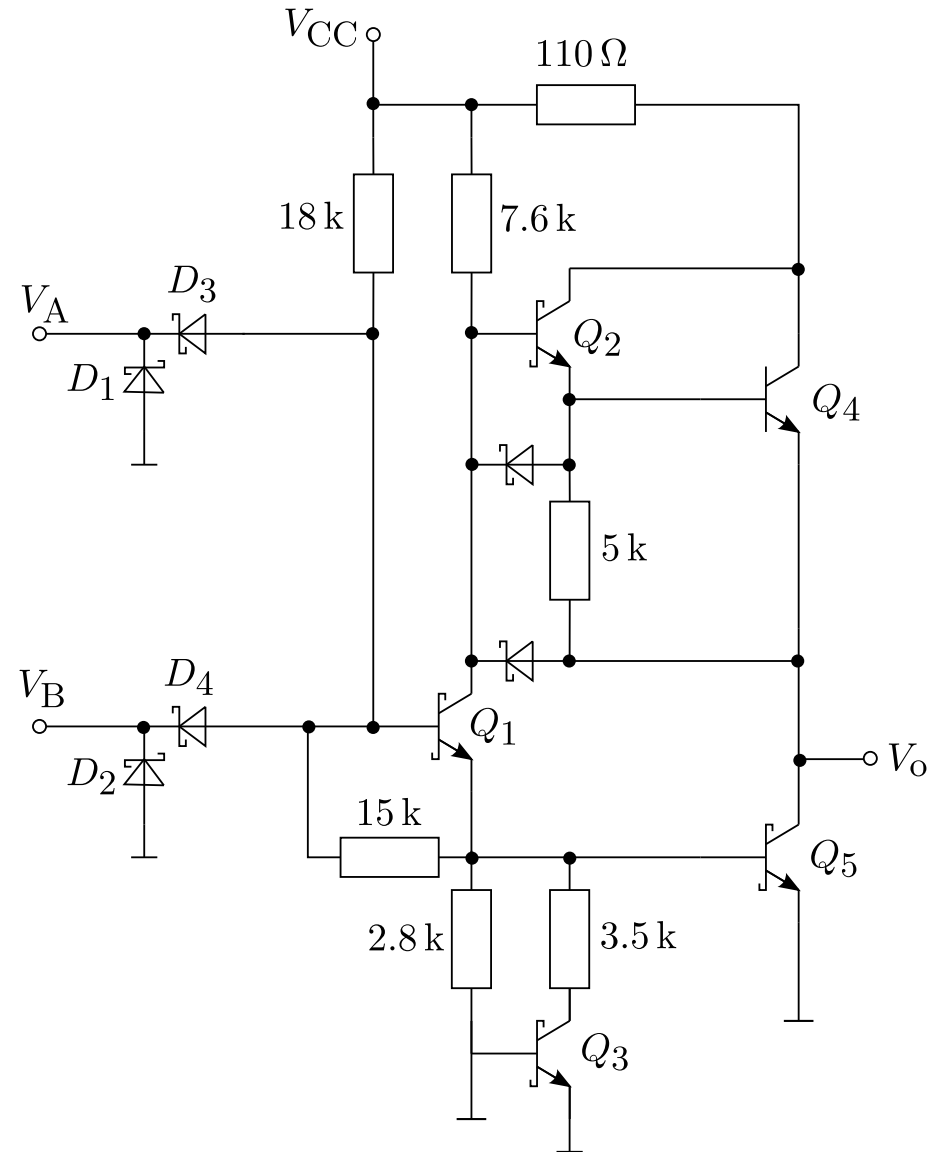 V_CC
110 Ω
18 k
7.6 k
D_3
V_A
Q_2
D_1
Q_4
5 k
D_4
V_B
Q_1
D_2
V_o
15 k
Q_5
2.8 k
3.5 k
Q_3